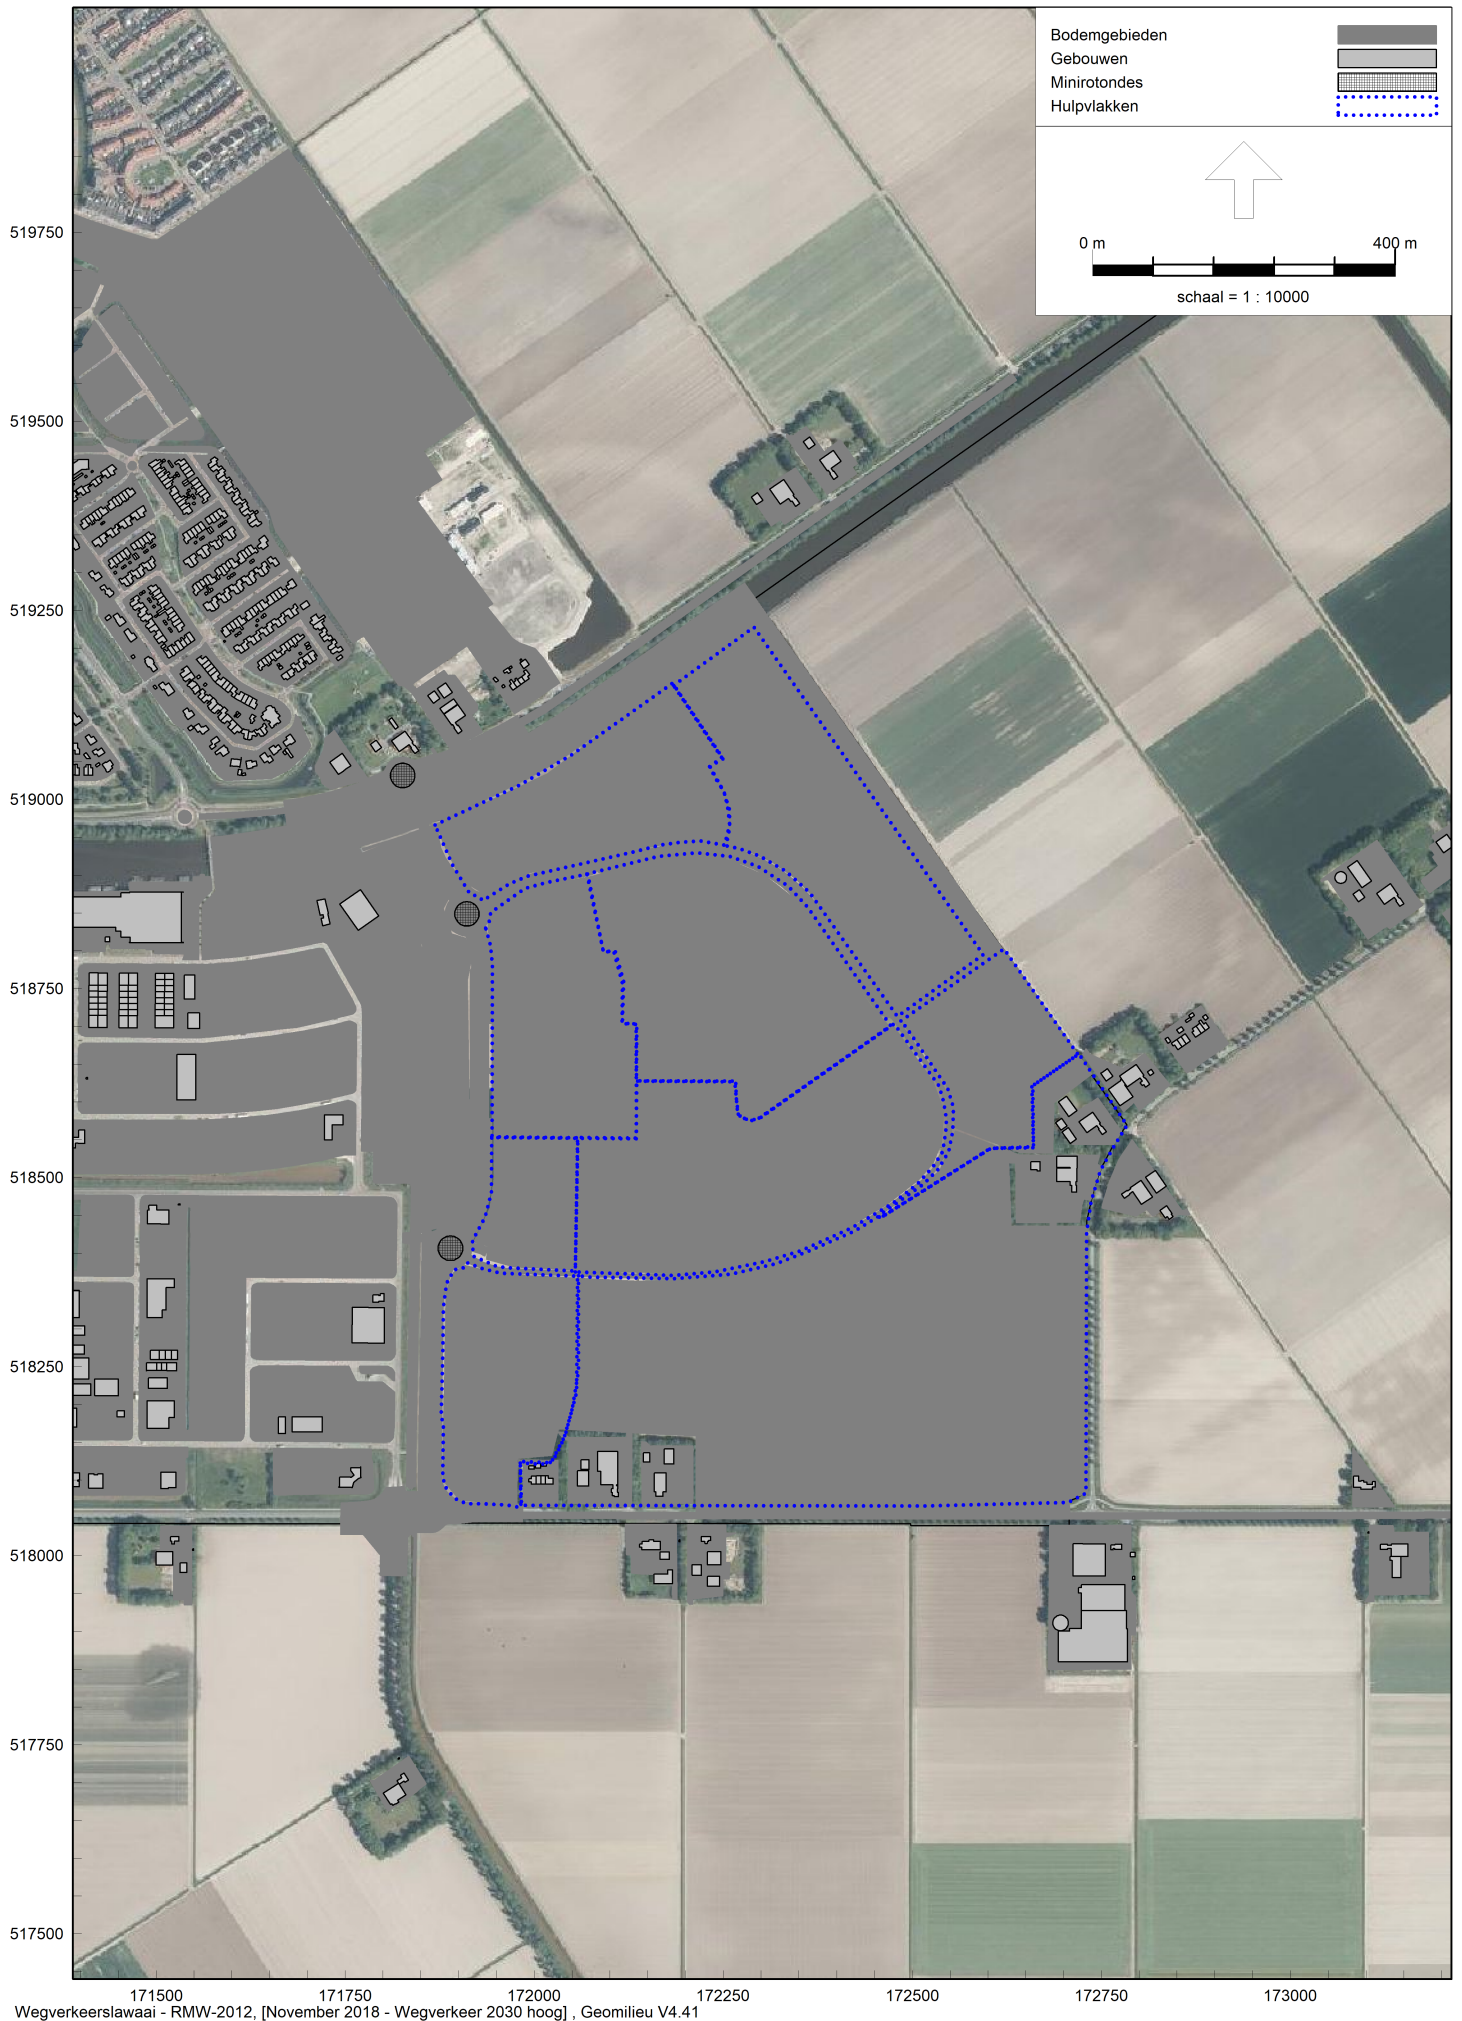 Bodemgebieden
Gebouwen
Minirotondes
Hulpvlakken
0 m 400 m
schaal = 1 : 10000
519750
519500
519250
519000
518750
518500
518250
518000
517750
517500
171500 171750 172000 172250 172500 172750 173000
Wegverkeerslawaai - RMW-2012, [November 2018 - Wegverkeer 2030 hoog] , Geomilieu V4.41